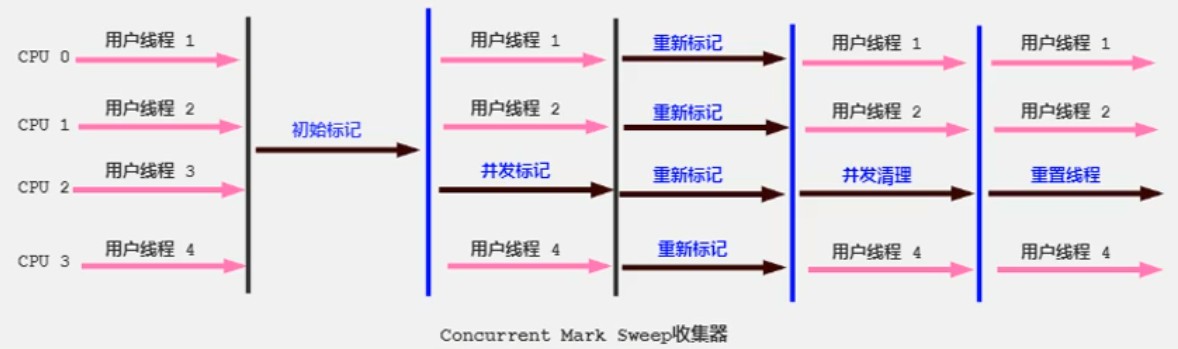 用户线程 1 用户线程 1 重新标记 用户线程 1 用户线程 1
CPU 0
用户线程 2 用户线程 2 重新标记 用户线程 2 用户线程 2
CPU 1
初始标记
用户线程 3 并发标记 重新标记 并发清理 重置线程
CPU 2
用户线程 4 用户线程 4 重新标记 用户线程 4 用户线程 4
CPU 3
Concurrent Mark Sweep收集器